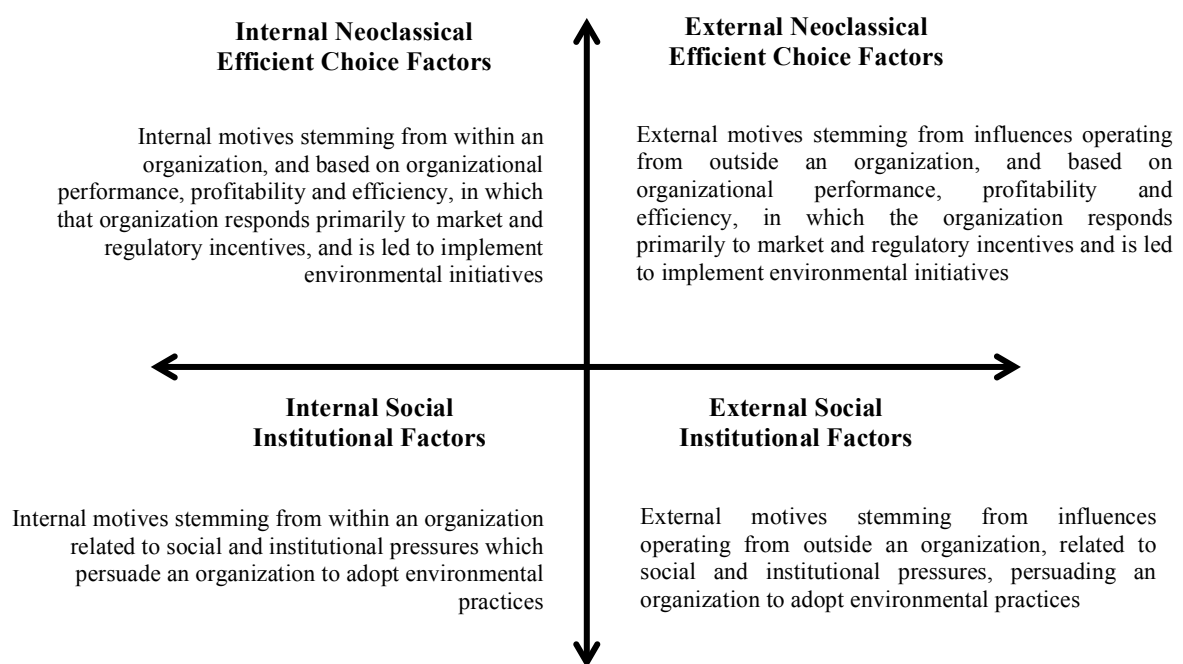 Internal Neoclassical
Efficient Choice Factors
Internal motives stemming from within an
organization, and based on organizational
performance, profitability and efficiency, in which
that organization responds primarily to market and
regulatory incentives, and is led to implement
environmental initiatives
External Neoclassical
Efficient Choice Factors
External motives stemming from influences operating
from outside an organization, and based on
organizational performance, profitability and
efficiency, in which the organization responds
primarily to market and regulatory incentives and is led
to implement environmental initiatives
Internal Social
Institutional Factors
Internal motives stemming from within an organization
related to social and institutional pressures which
persuade an organization to adopt environmental
practices
External Social
Institutional Factors
External motives stemming from influences
operating from outside an organization, related to
social and institutional pressures, persuading an
organization to adopt environmental practices